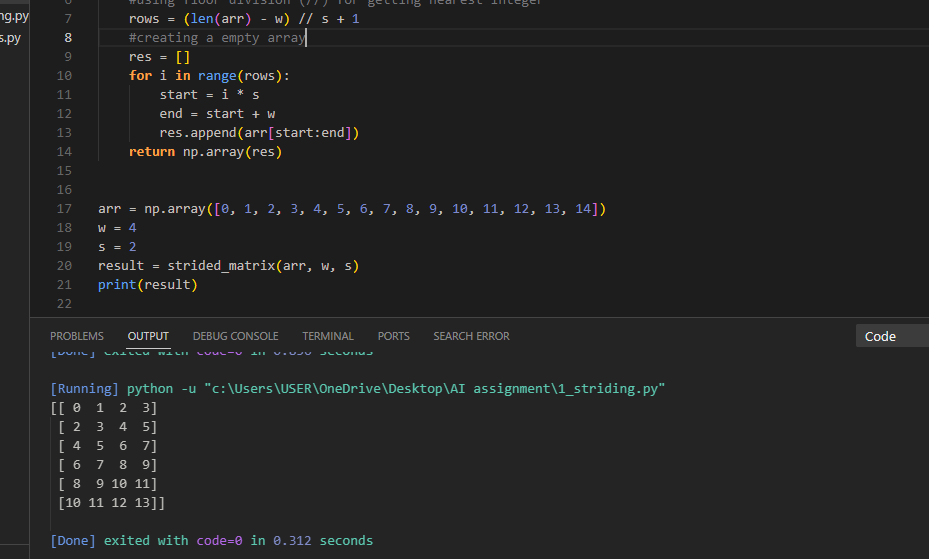 ng.py
s.py
6 #using floor division (//) for getting nearest integer
7 rows = (len(arr) - w) // s + 1
8 #creating a empty array
9 res = []
10 for i in range(rows):
11 start = i * s
12 end = start + w
13 res.append(arr[start:end])
14 return np.array(res)
15
16
17 arr = np.array([0, 1, 2, 3, 4, 5, 6, 7, 8, 9, 10, 11, 12, 13, 14])
18 w = 4
19 s = 2
20 result = strided_matrix(arr, w, s)
21 print(result)
22
PROBLEMS OUTPUT DEBUG CONSOLE TERMINAL PORTS SEARCH ERROR Code
[Done] exited with code=0 in seconds
[Running] python -u "c:\Users\USER\OneDrive\Desktop\AI assignment\1_striding.py"
[[ 0 1 2 3]
[ 2 3 4 5]
[ 4 5 6 7]
[ 6 7 8 9]
[ 8 9 10 11]
[10 11 12 13]]
[Done] exited with code=0 in 0.312 seconds